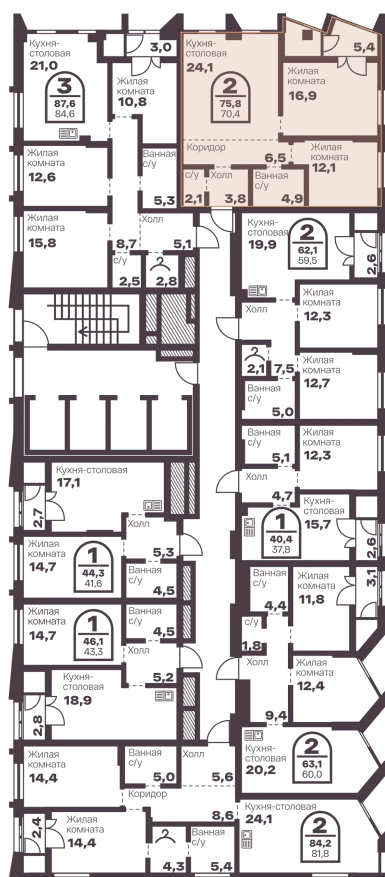 Кухня-
столовая
21,0
3
87,6
84,6
3,0
Жилая
комната
10,8
Жилая
комната
12,6
Ванная
с/у
5,3
Жилая
комната
15,8
8,7
Холл
5,1
с/у
2,5
2,8
Кухня-
столовая
24,1
2
75,8
70,4
5,4
Жилая
комната
16,9
Коридор
6,5
Жилая
комната
12,1
с/у
2,1
Холл
3,8
Ванная
с/у
4,9
Кухня-
столовая
19,9
2
62,1
59,5
2,6
Холл
Жилая
комната
12,3
2,1
7,5
Жилая
комната
12,7
Ванная
с/у
5,0
Ванная
с/у
5,1
Жилая
комната
12,3
Холл
4,7
Кухня-
столовая
15,7
1
40,4
37,8
2,6
Кухня-столовая
17,1
2,7
Холл
5,3
Жилая
комната
14,7
1
44,3
41,6
Ванная
с/у
4,5
Жилая
комната
14,7
1
46,1
43,3
Ванная
с/у
4,5
Холл
5,2
Кухня-
столовая
18,9
2,8
Ванная
с/у
4,4
Жилая
комната
11,8
3,1
с/у
1,8
Холл
9,4
Жилая
комната
12,4
Кухня-
столовая
20,2
2
63,1
60,0
Жилая
комната
14,4
Ванная
с/у
5,0
Холл
5,6
Коридор
8,6
2,4
Жилая
комната
14,4
4,3
Ванная
с/у
5,4
Кухня-столовая
24,1
2
84,2
81,8